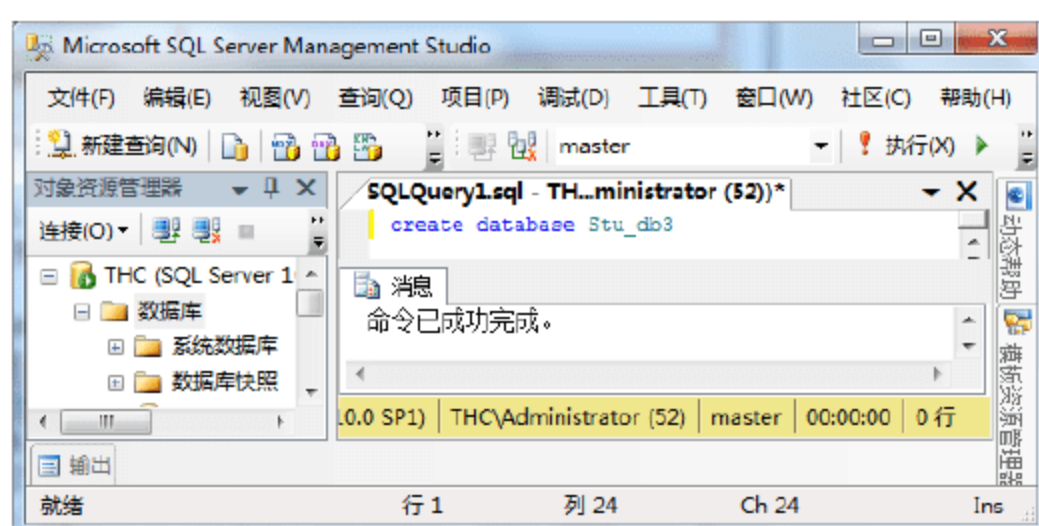 Microsoft SQL Server Management Studio
文件(F) 编辑(E) 视图(V) 查询(Q) 项目(P) 调试(D) 工具(T) 窗口(W) 社区(C) 帮助(H)
新建查询(N) master 执行(X)
对象资源管理器
连接(O)
THC (SQL Server 1
数据库
系统数据库
数据库快照
SQLQuery1.sql - TH...ministrator (52))*
create database Stu_db3
消息
命令已成功完成。
10.0 SP1) THC\Administrator (52) master 00:00:00 0 行
动态帮助
模板资源管理器
输出
就绪 行 1 列 24 Ch 24 Ins